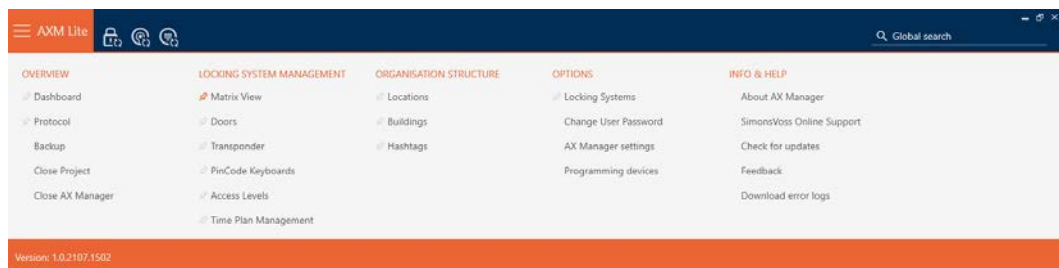 AXM Lite
Global search
OVERVIEW
Dashboard
Protocol
Backup
Close Project
Close AX Manager
LOCKING SYSTEM MANAGEMENT
Matrix View
Doors
Transponder
PinCode Keyboards
Access Levels
Time Plan Management
ORGANISATION STRUCTURE
Locations
Buildings
Hashtags
OPTIONS
Locking Systems
Change User Password
AX Manager settings
Programming devices
INFO & HELP
About AX Manager
SimonsVoss Online Support
Check for updates
Feedback
Download error logs
Version: 1.0.2107.1502